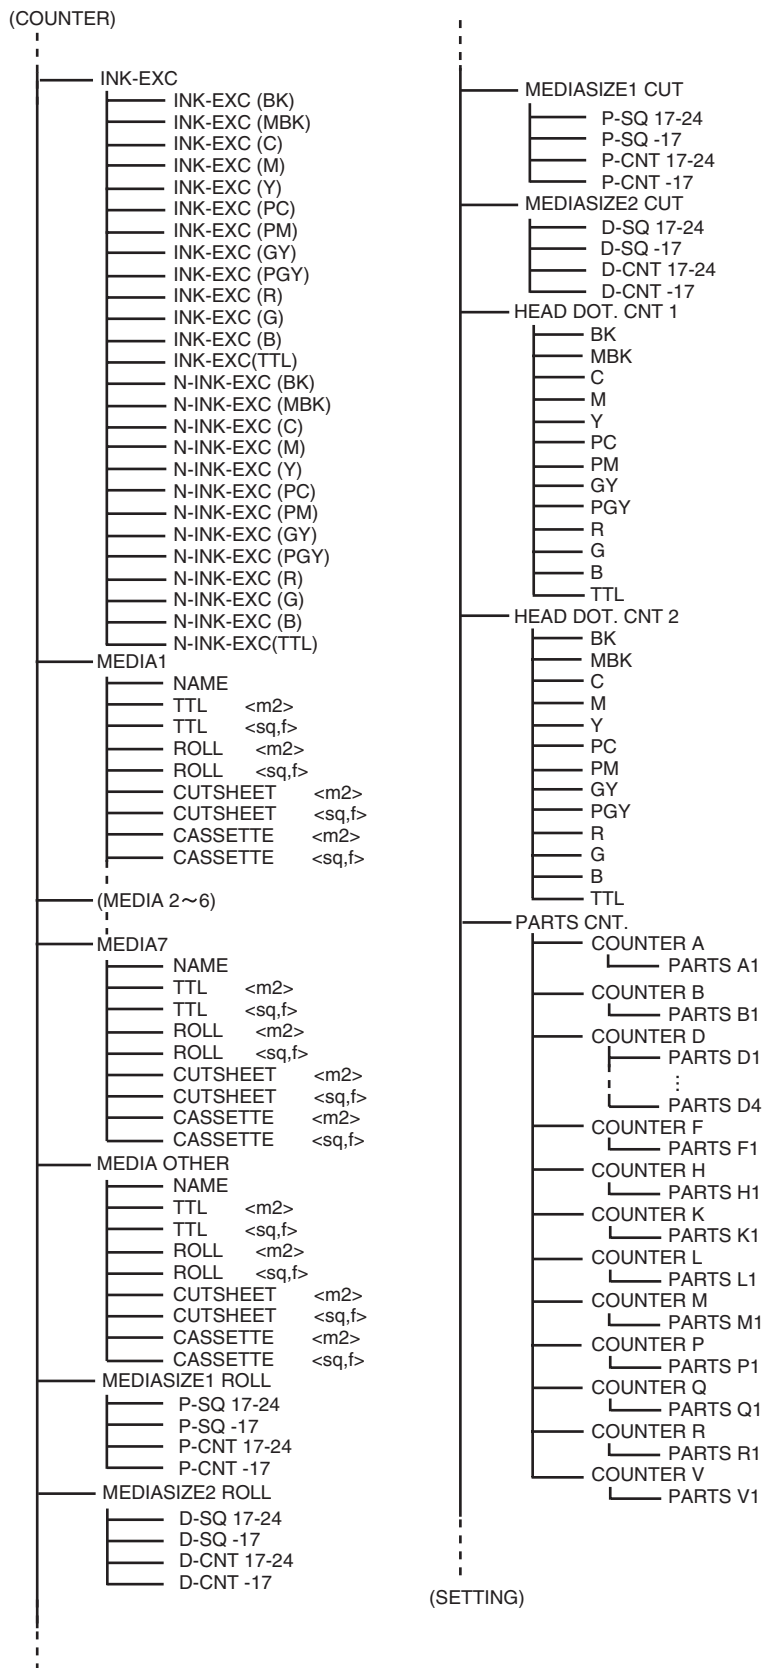 (COUNTER)
INK-EXC
INK-EXC (BK)
INK-EXC (MBK)
INK-EXC (C)
INK-EXC (M)
INK-EXC (Y)
INK-EXC (PC)
INK-EXC (PM)
INK-EXC (GY)
INK-EXC (PGY)
INK-EXC (R)
INK-EXC (G)
INK-EXC (B)
INK-EXC(TTL)
N-INK-EXC (BK)
N-INK-EXC (MBK)
N-INK-EXC (C)
N-INK-EXC (M)
N-INK-EXC (Y)
N-INK-EXC (PC)
N-INK-EXC (PM)
N-INK-EXC (GY)
N-INK-EXC (PGY)
N-INK-EXC (R)
N-INK-EXC (G)
N-INK-EXC (B)
N-INK-EXC(TTL)
MEDIA1
NAME
TTL <m2>
TTL <sq,f>
ROLL <m2>
ROLL <sq,f>
CUTSHEET <m2>
CUTSHEET <sq,f>
CASSETTE <m2>
CASSETTE <sq,f>
(MEDIA 2～6)
MEDIA7
NAME
TTL <m2>
TTL <sq,f>
ROLL <m2>
ROLL <sq,f>
CUTSHEET <m2>
CUTSHEET <sq,f>
CASSETTE <m2>
CASSETTE <sq,f>
MEDIA OTHER
NAME
TTL <m2>
TTL <sq,f>
ROLL <m2>
ROLL <sq,f>
CUTSHEET <m2>
CUTSHEET <sq,f>
CASSETTE <m2>
CASSETTE <sq,f>
MEDIASIZE1 ROLL
P-SQ 17-24
P-SQ -17
P-CNT 17-24
P-CNT -17
MEDIASIZE2 ROLL
D-SQ 17-24
D-SQ -17
D-CNT 17-24
D-CNT -17
MEDIASIZE1 CUT
P-SQ 17-24
P-SQ -17
P-CNT 17-24
P-CNT -17
MEDIASIZE2 CUT
D-SQ 17-24
D-SQ -17
D-CNT 17-24
D-CNT -17
HEAD DOT. CNT 1
BK
MBK
C
M
Y
PC
PM
GY
PGY
R
G
B
TTL
HEAD DOT. CNT 2
BK
MBK
C
M
Y
PC
PM
GY
PGY
R
G
B
TTL
PARTS CNT.
COUNTER A
PARTS A1
COUNTER B
PARTS B1
COUNTER D
PARTS D1
⋮
PARTS D4
COUNTER F
PARTS F1
COUNTER H
PARTS H1
COUNTER K
PARTS K1
COUNTER L
PARTS L1
COUNTER M
PARTS M1
COUNTER P
PARTS P1
COUNTER Q
PARTS Q1
COUNTER R
PARTS R1
COUNTER V
PARTS V1
(SETTING)